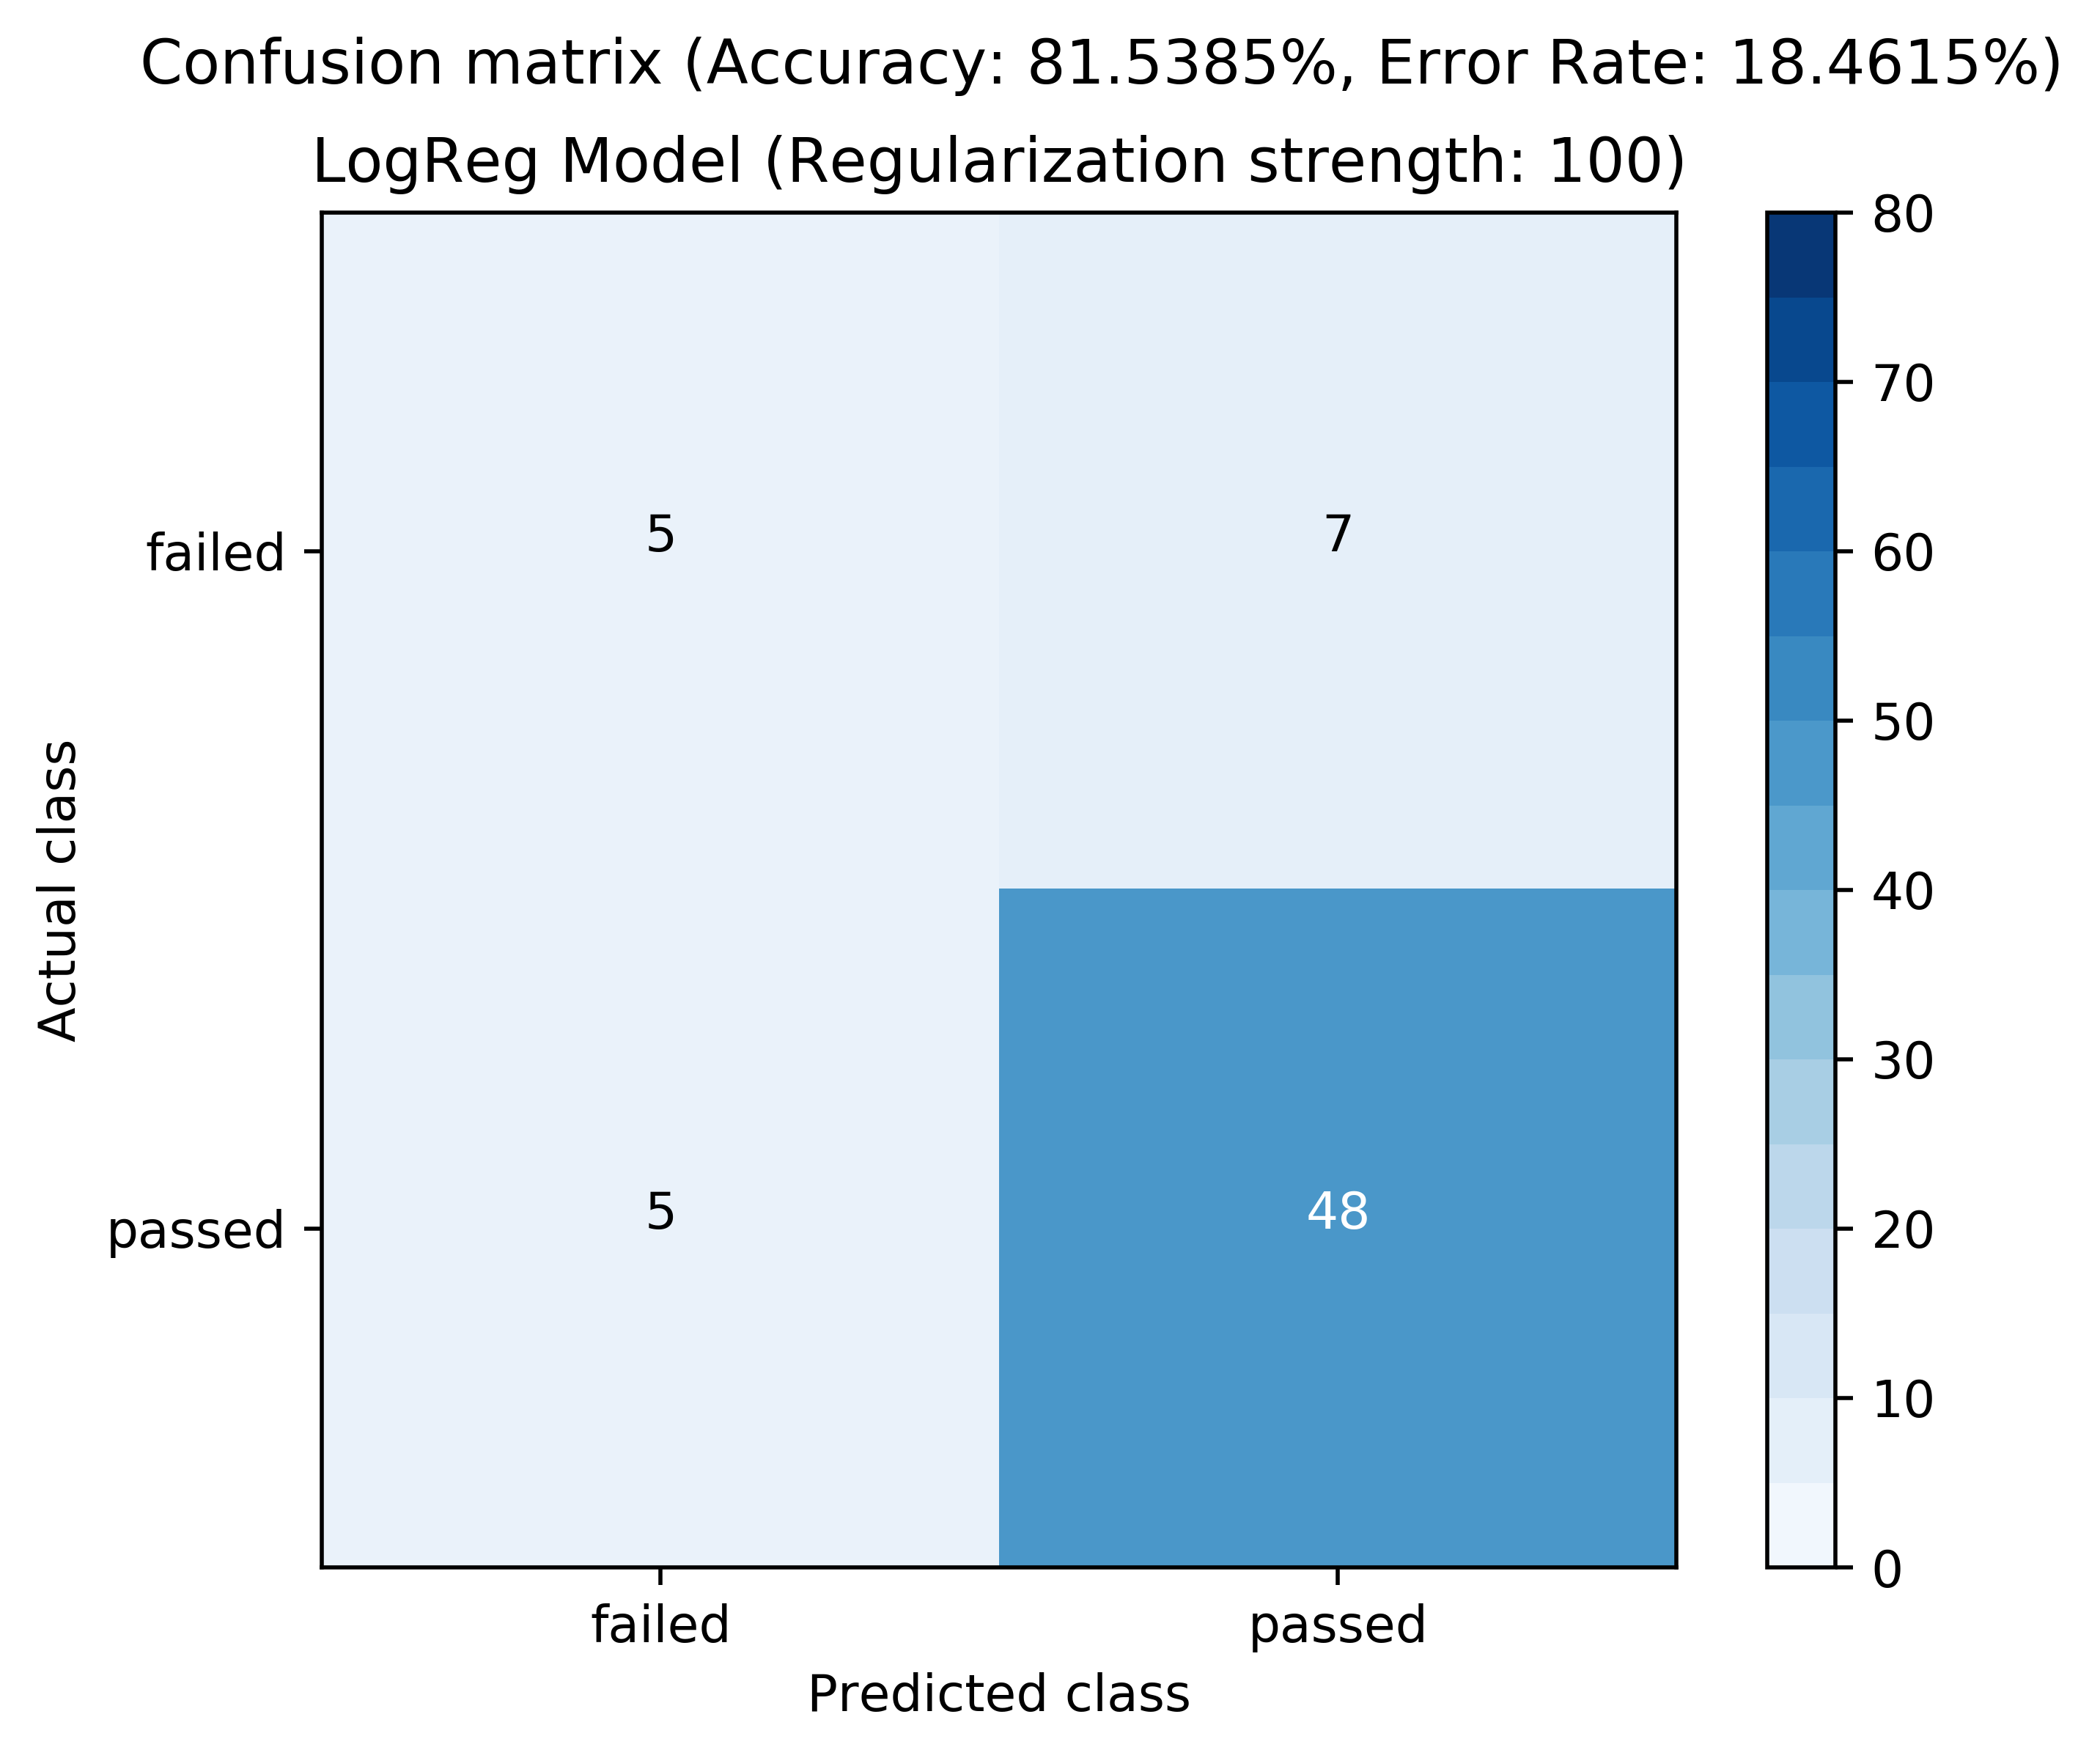 Confusion matrix (Accuracy: 81.5385%, Error Rate: 18.4615%)
LogReg Model (Regularization strength: 100)
Actual class
failed
passed
5
7
5
48
failed
passed
Predicted class
80
70
60
50
40
30
20
10
0